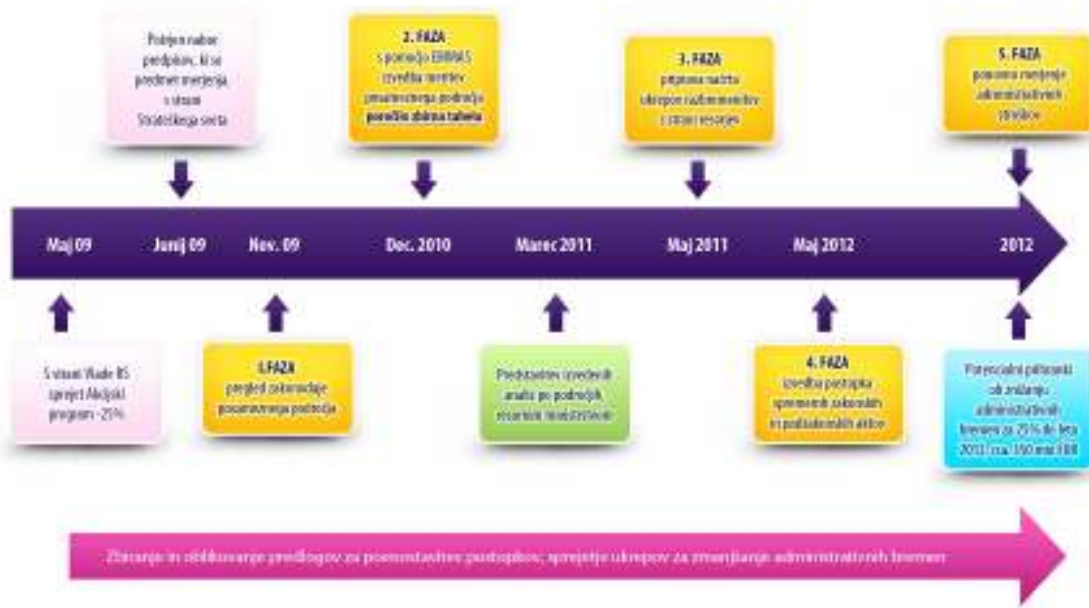 Potrjen nabor
predpisov, ki so
predmet merjenja,
s strani
Strateškega sveta
2. FAZA
s pomočjo EMMAS
izvedba meritev
posameznega področja
poročilo zbirna tabela
3. FAZA
priprava načrta
ukrepov razbremenitev
s strani resorjev
5. FAZA
ponovno merjenje
administrativnih
stroškov
Maj 09
Junij 09
Nov. 09
Dec. 2010
Marec 2011
Maj 2011
Maj 2012
2012
S strani Vlade RS
sprejet Akcijski
program -25%
1.FAZA
pregled zakonodaje
posameznega področja
Predstavitev izvedenih
analiz po področjih
resornim ministrstvom
4. FAZA
izvedba postopka
sprememb zakonskih
in podzakonskih aktov
Potencialni prihranki
ob znižanju
administrativnih
bremen za 25% do leta
2012: cca. 350 mio EUR
Zbiranje in oblikovanje predlogov za poenostavitev postopkov, sprejetje ukrepov za zmanjšanje administrativnih bremen